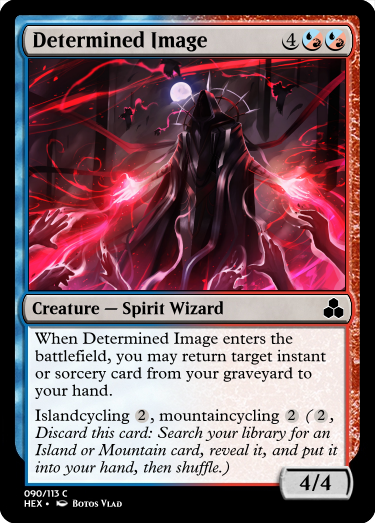 Determined Image 4
Creature — Spirit Wizard
When Determined Image enters the
battlefield, you may return target instant
or sorcery card from your graveyard to
your hand.
Islandcycling 2, mountaincycling 2 (2,
Discard this card: Search your library for an
Island or Mountain card, reveal it, and put it
into your hand, then shuffle.)
4/4
090/113 C
HEX • Botos Vlad